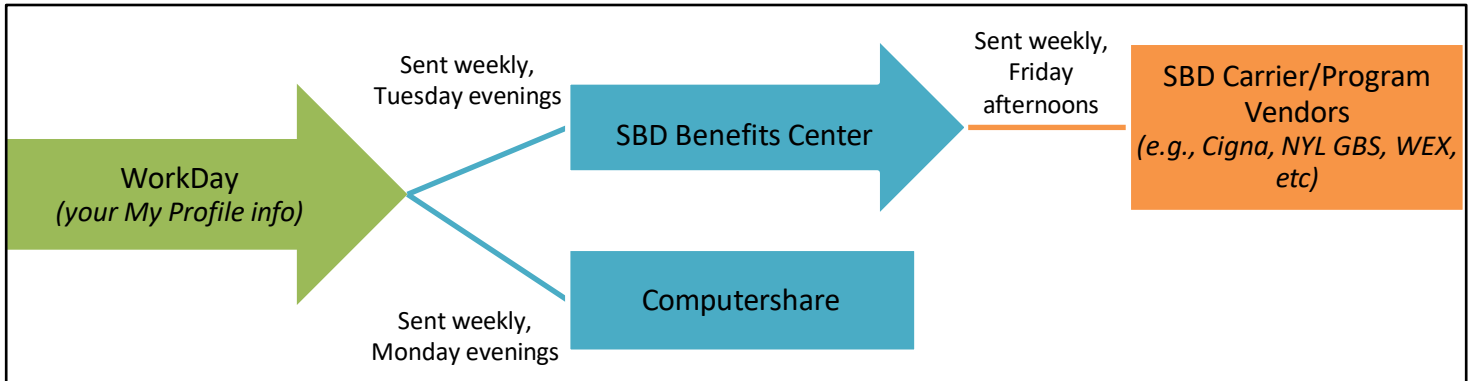 WorkDay
(your My Profile info)
Sent weekly,
Tuesday evenings
SBD Benefits Center
Sent weekly,
Friday
afternoons
SBD Carrier/Program
Vendors
(e.g., Cigna, NYL GBS, WEX,
etc)
Sent weekly,
Monday evenings
Computershare